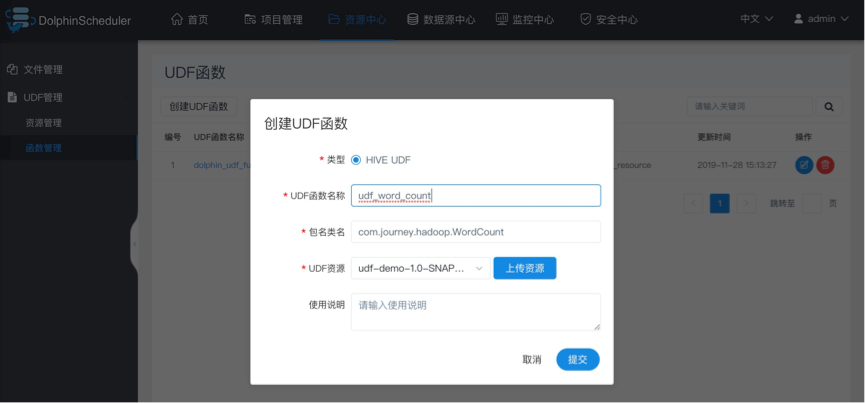 DolphinScheduler 首页 项目管理 资源中心 数据源中心 监控中心 安全中心 中文 admin
文件管理
UDF管理
资源管理
函数管理
UDF函数
创建UDF函数 请输入关键词
编号 UDF函数名称 更新时间 操作
1 dolphin_udf_fu _resource 2019-11-28 15:13:27
1 跳转至 页
创建UDF函数
* 类型 HIVE UDF
* UDF函数名称 udf_word_count
* 包名类名 com.journey.hadoop.WordCount
* UDF资源 udf-demo-1.0-SNAP... 上传资源
使用说明 请输入使用说明
取消 提交